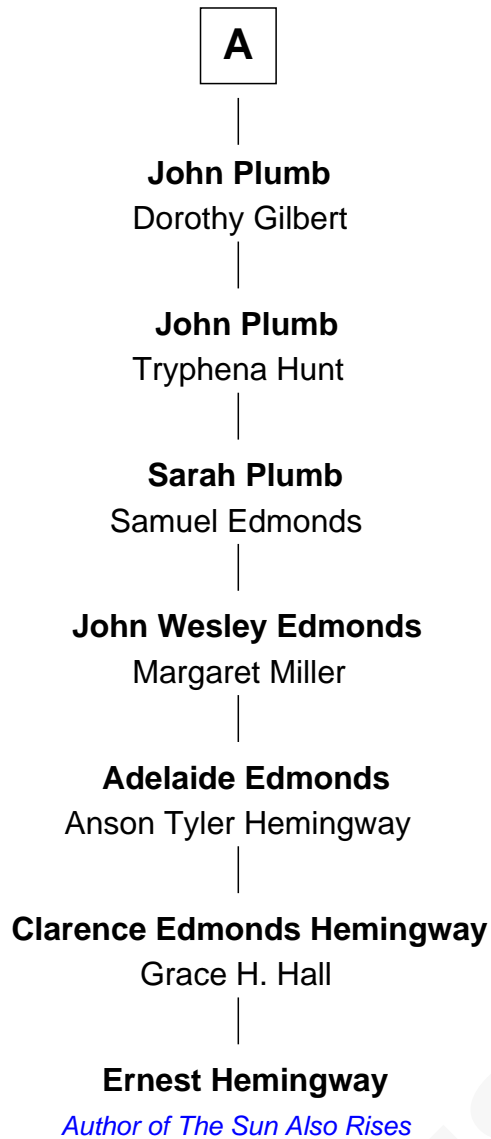 A
John Plumb
Dorothy Gilbert
John Plumb
Tryphena Hunt
Sarah Plumb
Samuel Edmonds
John Wesley Edmonds
Margaret Miller
Adelaide Edmonds
Anson Tyler Hemingway
Clarence Edmonds Hemingway
Grace H. Hall
Ernest Hemingway
Author of The Sun Also Rises